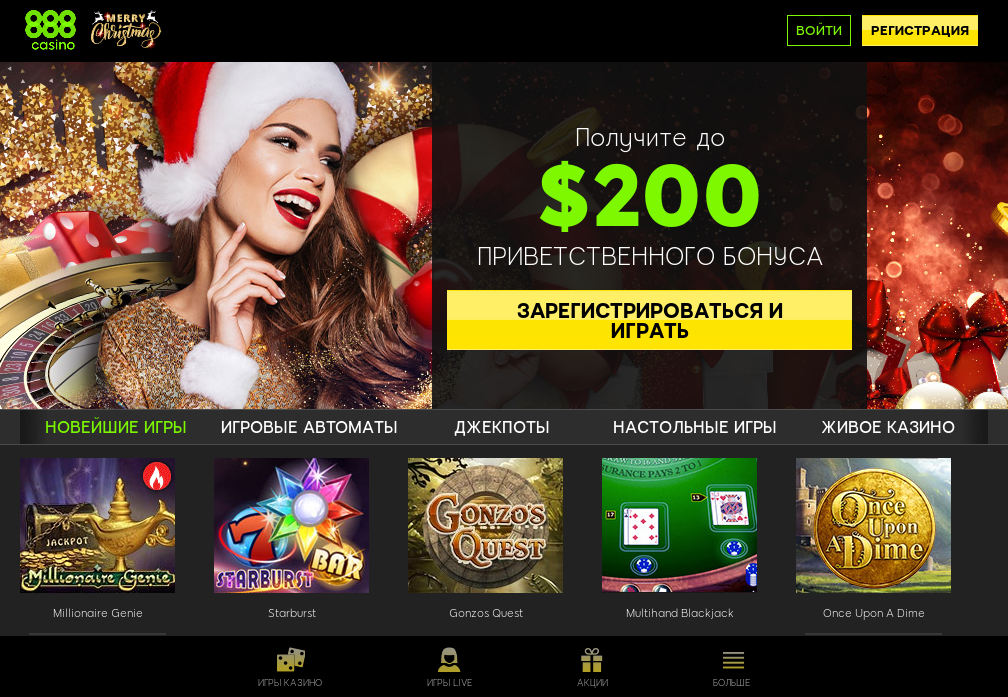 888
casino
MERRY
Christmas
ВОЙТИ
РЕГИСТРАЦИЯ
Получите до
$200
ПРИВЕТСТВЕННОГО БОНУСА
ЗАРЕГИСТРИРОВАТЬСЯ И
ИГРАТЬ
НОВЕЙШИЕ ИГРЫ
ИГРОВЫЕ АВТОМАТЫ
ДЖЕКПОТЫ
НАСТОЛЬНЫЕ ИГРЫ
ЖИВОЕ КАЗИНО
JACKPOT
Millionaire Genie
7
BAR
STARBURST
GONZO'S
QUEST
INSURANCE PAYS 2 TO 1
17
13
Once
Upon
A Dime
Millionaire Genie
Starburst
Gonzos Quest
Multihand Blackjack
Once Upon A Dime
ИГРЫ КАЗИНО
ИГРЫ LIVE
АКЦИИ
БОЛЬШЕ